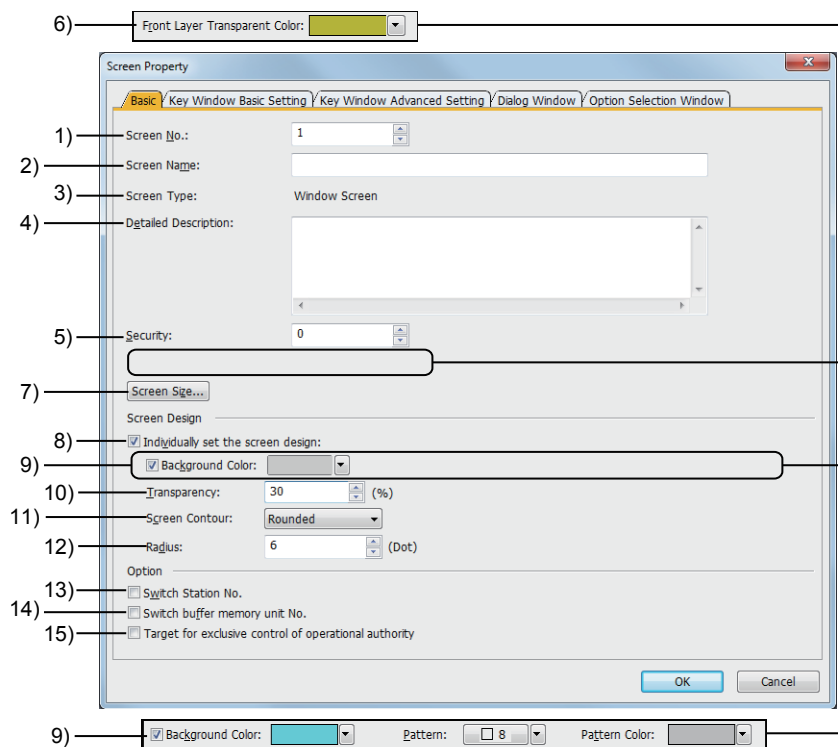 6) Front Layer Transparent Color:
Screen Property
Basic Key Window Basic Setting Key Window Advanced Setting Dialog Window Option Selection Window
1) Screen No.: 1
2) Screen Name:
3) Screen Type: Window Screen
4) Detailed Description:
5) Security: 0
7) Screen Size...
Screen Design
8) Individually set the screen design:
9) Background Color:
10) Transparency: 30 (%)
11) Screen Contour: Rounded
12) Radius: 6 (Dot)
Option
13) Switch Station No.
14) Switch buffer memory unit No.
15) Target for exclusive control of operational authority
OK Cancel
9) Background Color: Pattern: 8 Pattern Color: